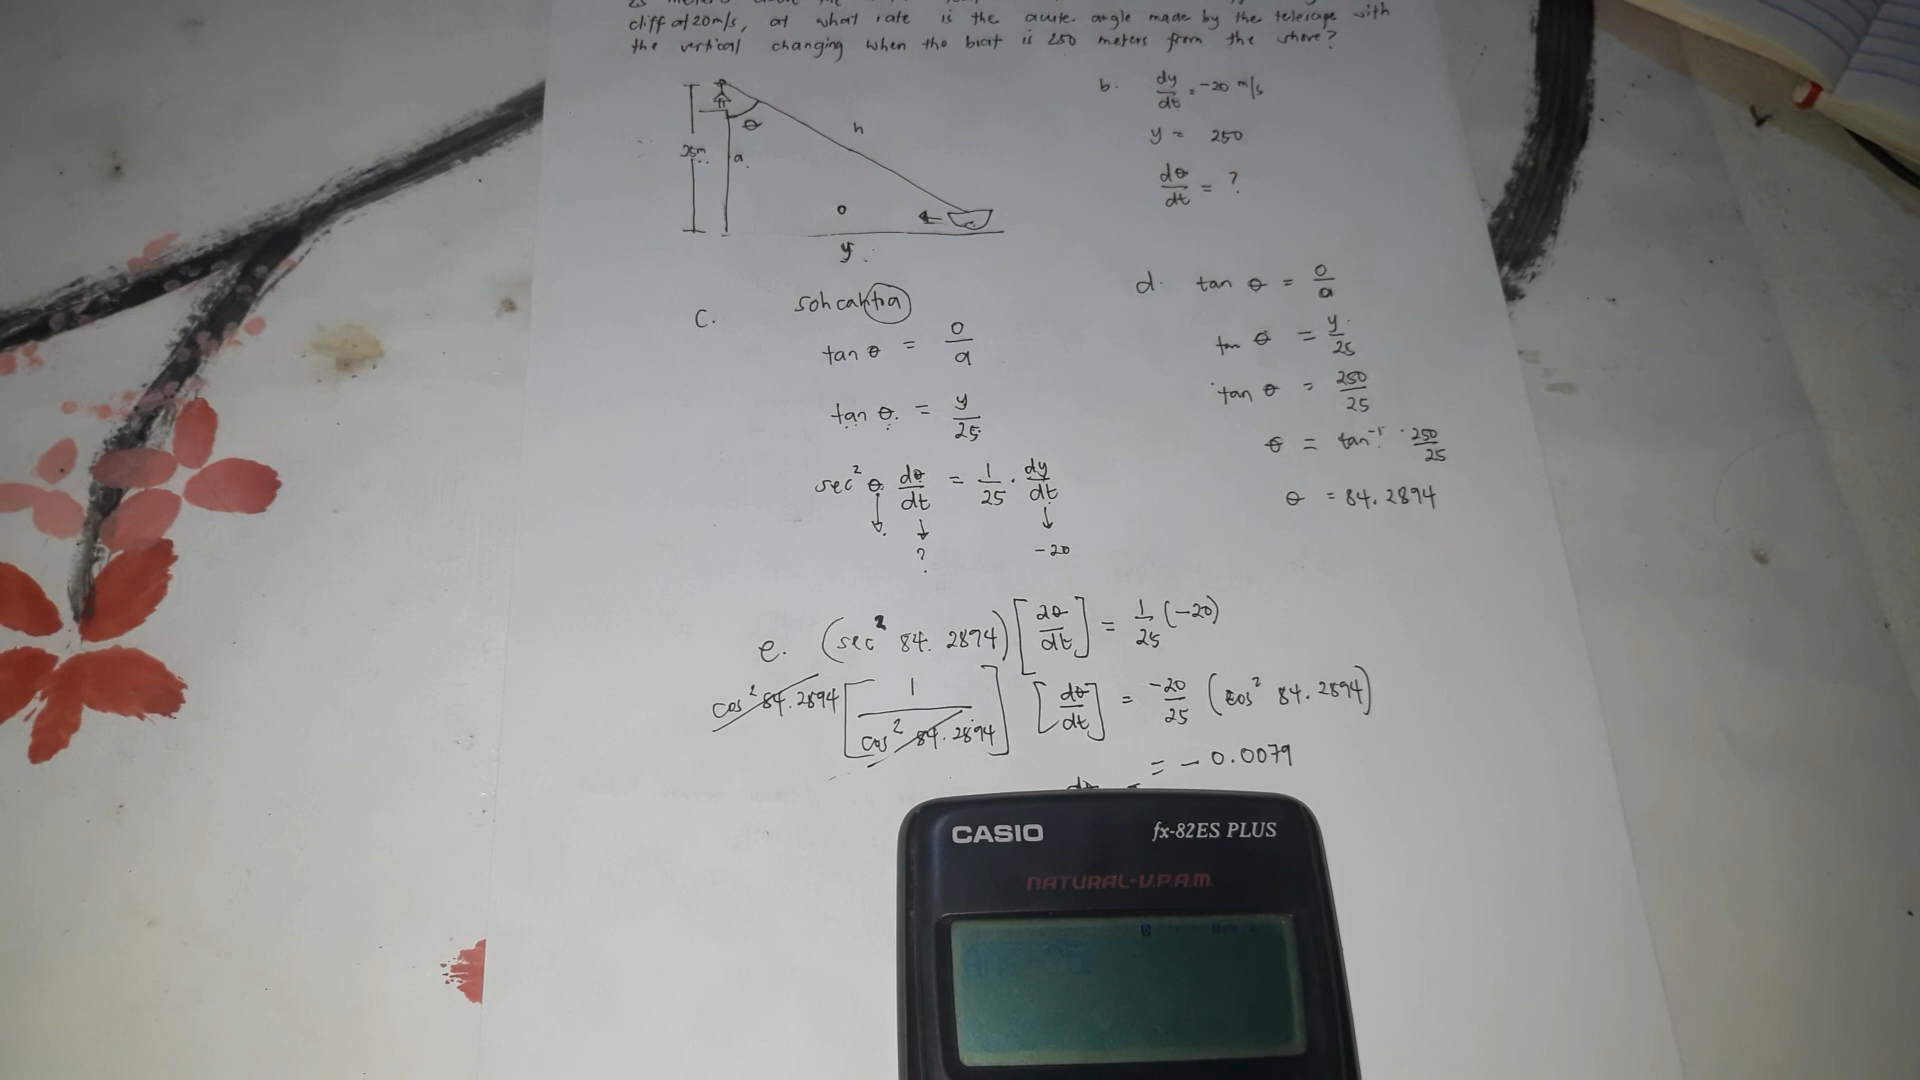 cliff at 20m/s, at what rate is the acute angle made by the telescope with
the vertical changing when the boat is 250 meters from the shore?
25m
θ
h
a
o
y
b. dy/dt = -20 m/s
y = 250
dθ/dt = ?
c. sohcahtoa
tan θ = o/a
tan θ = y/25
sec² θ dθ/dt = 1/25 · dy/dt
? -20
d. tan θ = o/a
tan θ = y/25
tan θ = 250/25
θ = tan⁻¹ 250/25
θ = 84.2894
e. (sec² 84.2894) [dθ/dt] = 1/25 (-20)
cos² 84.2894 [1/cos² 84.2894] [dθ/dt] = -20/25 (cos² 84.2894)
= -0.0079
CASIO fx-82ES PLUS
NATURAL-V.P.A.M.